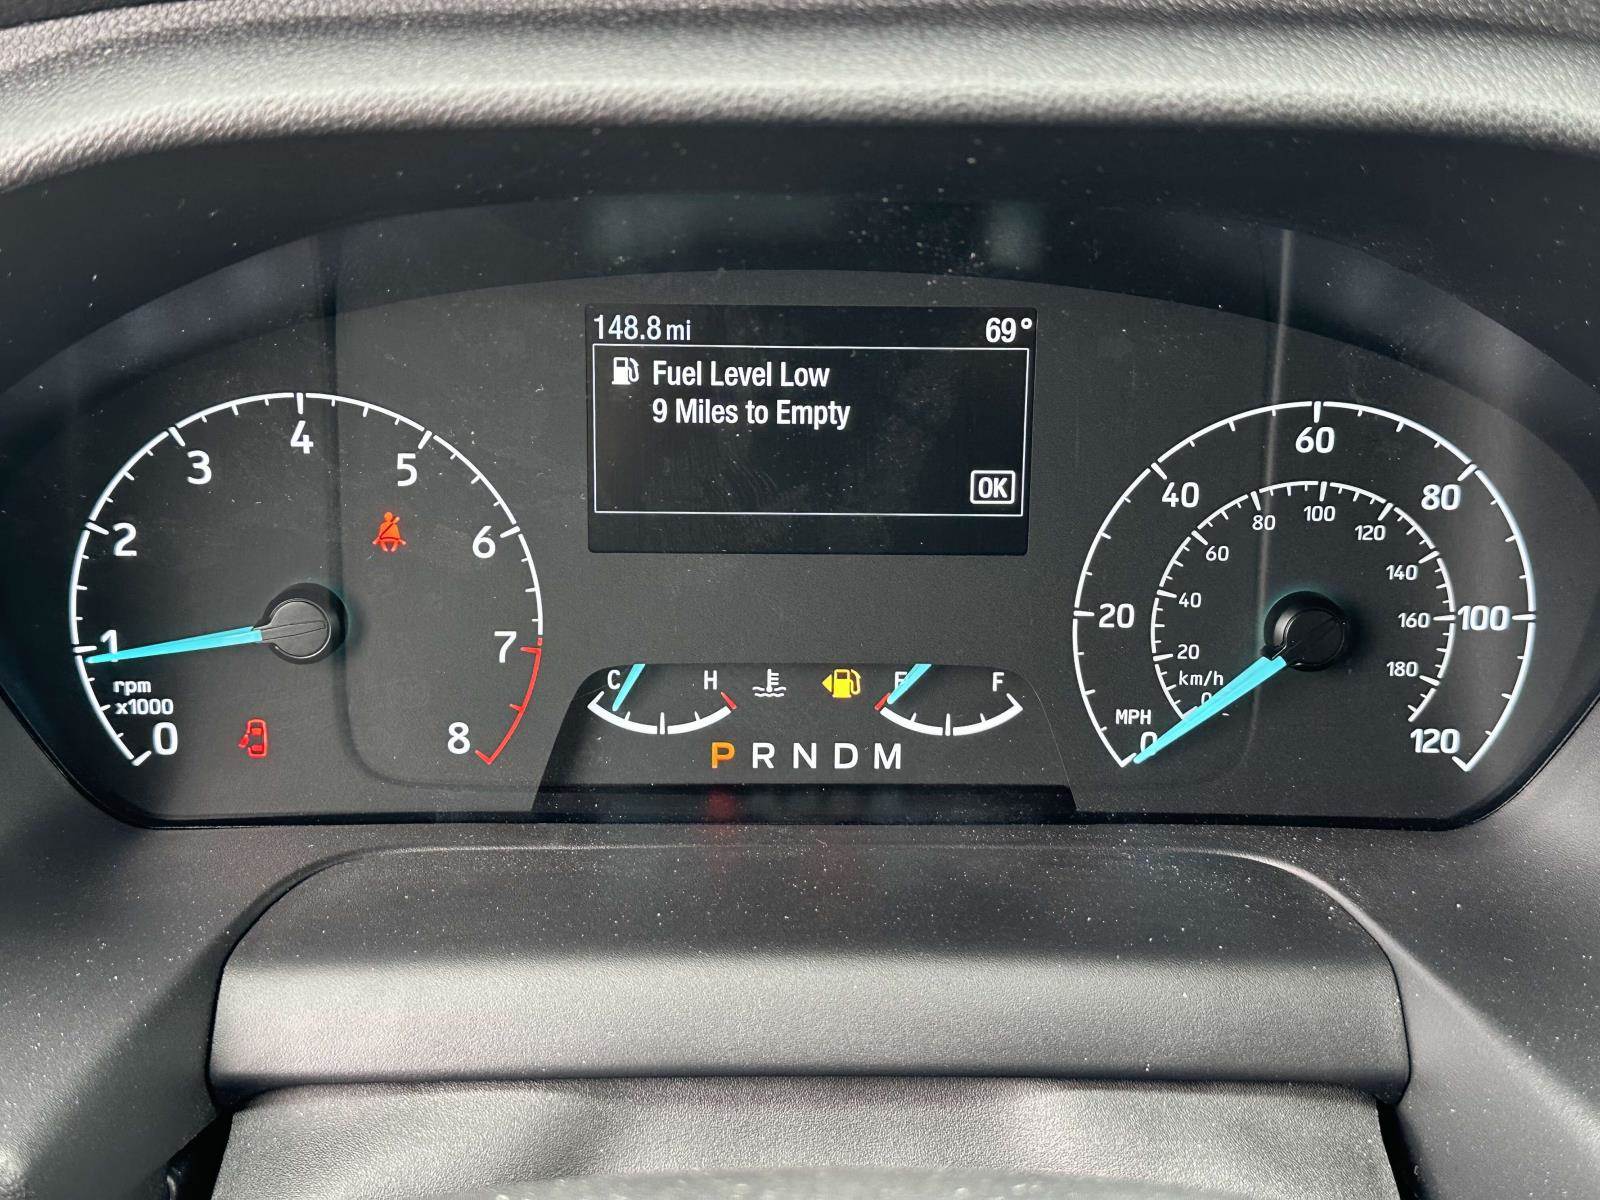 148.8 mi 69°
Fuel Level Low
9 Miles to Empty
OK
0 1 2 3 4 5 6 7 8
rpm
x1000
C H
E F
P R N D M
0 20 40 60 80 100 120
MPH
0 20 40 60 80 100 120 140 160 180
km/h